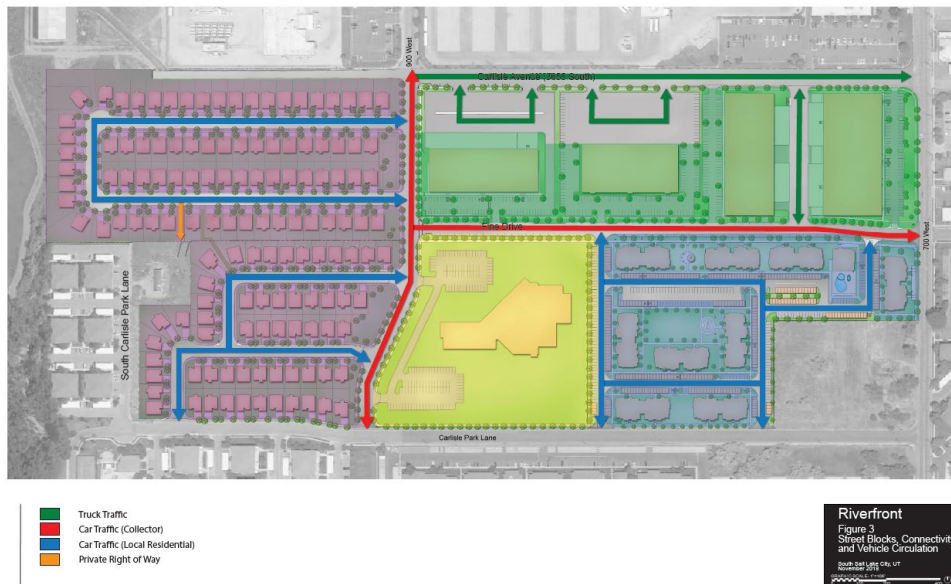 900 West
Carlisle Avenue (3655 South)
Fine Drive
700 West
South Carlisle Park Lane
Carlisle Park Lane
Truck Traffic
Car Traffic (Collector)
Car Traffic (Local Residential)
Private Right of Way
Riverfront
Figure 3
Street Blocks, Connectivity
and Vehicle Circulation
South Salt Lake City, UT
November 2019